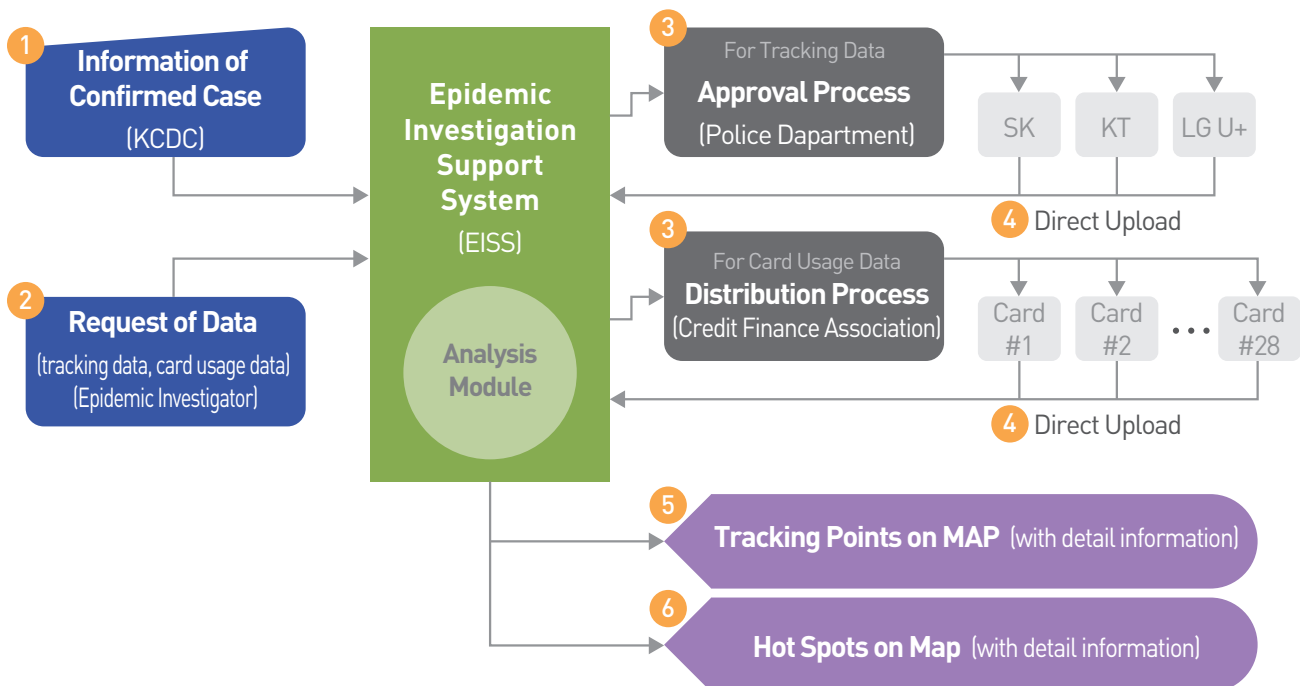 1
Information of
Confirmed Case
(KCDC)
2
Request of Data
(tracking data, card usage data)
(Epidemic Investigator)
Epidemic
Investigation
Support
System
(EISS)
Analysis
Module
3
For Tracking Data
Approval Process
(Police Dapartment)
SK
KT
LG U+
4 Direct Upload
3
For Card Usage Data
Distribution Process
(Credit Finance Association)
Card
#1
Card
#2
•••
Card
#28
4 Direct Upload
5
Tracking Points on MAP (with detail information)
6
Hot Spots on Map (with detail information)